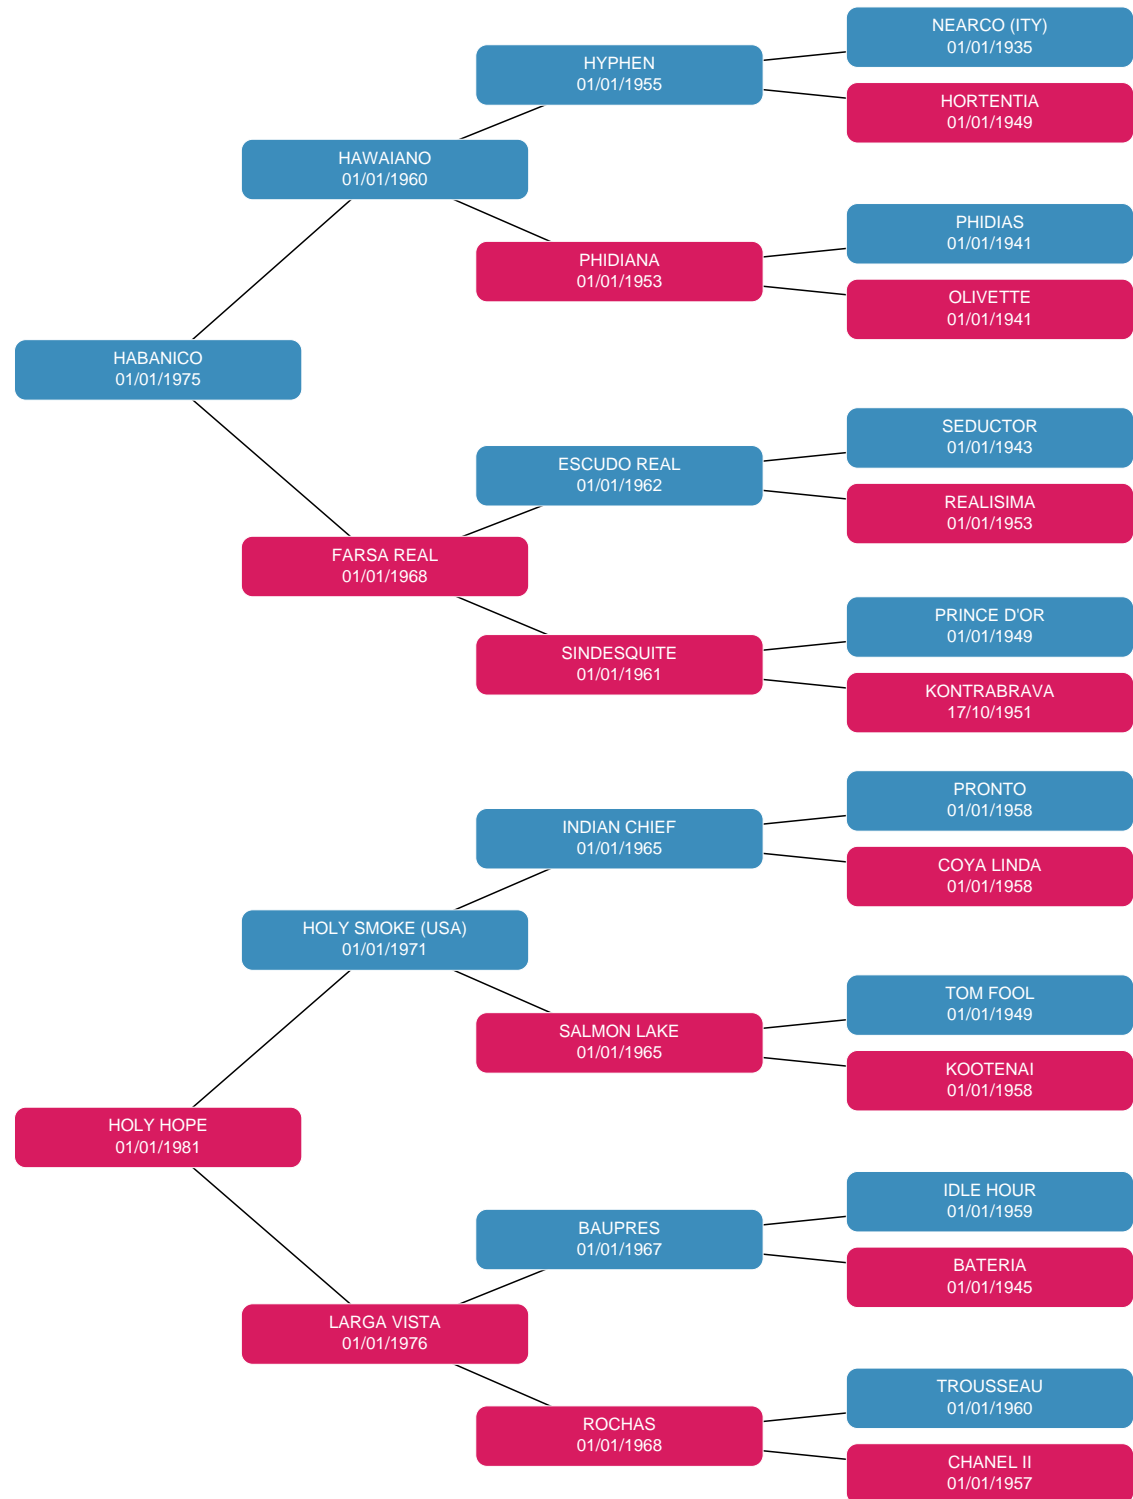 NEARCO (ITY)
01/01/1935
HYPHEN
01/01/1955
HORTENTIA
01/01/1949
HAWAIANO
01/01/1960
PHIDIAS
01/01/1941
PHIDIANA
01/01/1953
OLIVETTE
01/01/1941
HABANICO
01/01/1975
SEDUCTOR
01/01/1943
ESCUDO REAL
01/01/1962
REALISIMA
01/01/1953
FARSA REAL
01/01/1968
PRINCE D'OR
01/01/1949
SINDESQUITE
01/01/1961
KONTRABRAVA
17/10/1951
PRONTO
01/01/1958
INDIAN CHIEF
01/01/1965
COYA LINDA
01/01/1958
HOLY SMOKE (USA)
01/01/1971
TOM FOOL
01/01/1949
SALMON LAKE
01/01/1965
KOOTENAI
01/01/1958
HOLY HOPE
01/01/1981
IDLE HOUR
01/01/1959
BAUPRES
01/01/1967
BATERIA
01/01/1945
LARGA VISTA
01/01/1976
TROUSSEAU
01/01/1960
ROCHAS
01/01/1968
CHANEL II
01/01/1957